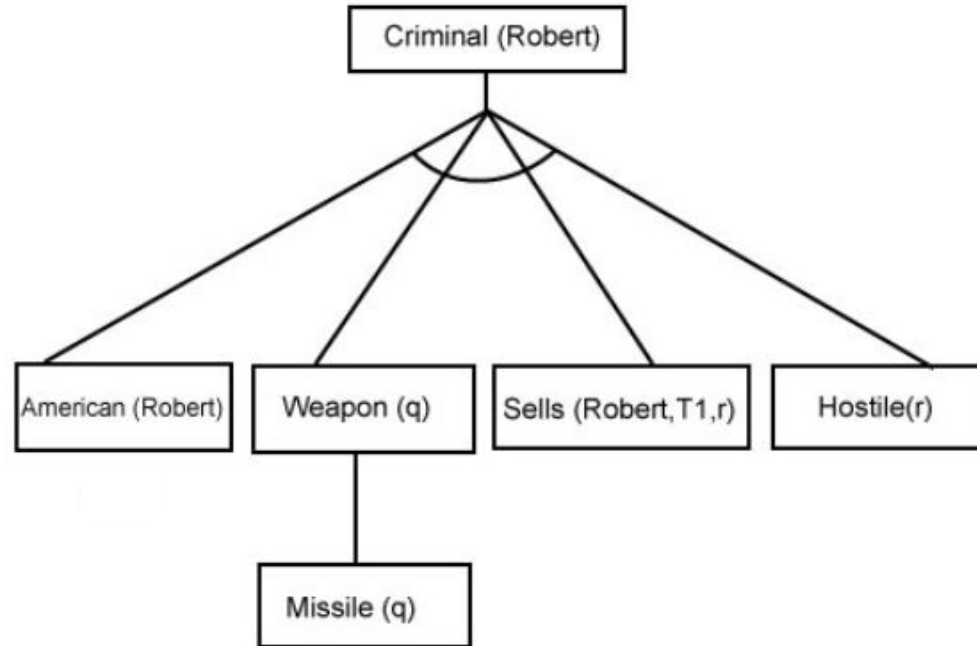 Criminal (Robert)
American (Robert)
Weapon (q)
Sells (Robert,T1,r)
Hostile(r)
Missile (q)